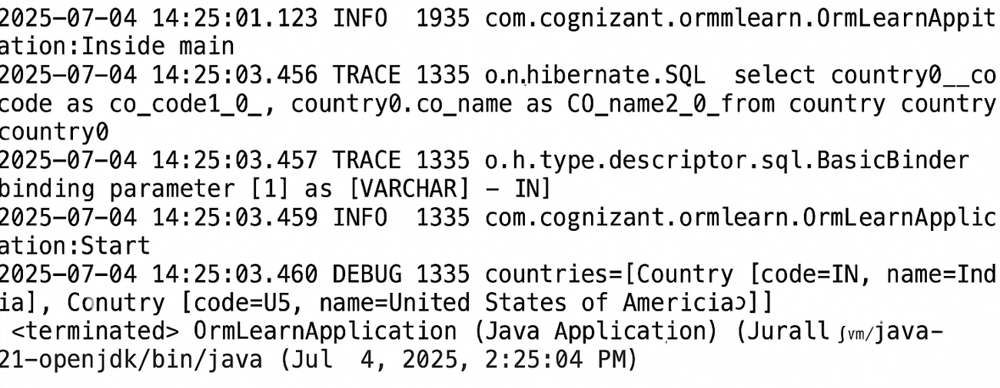 2025-07-04 14:25:01.123 INFO  1935 com.cognizant.ormmlearn.OrmLearnAppit
ation:Inside main
2025-07-04 14:25:03.456 TRACE 1335 o.n.hibernate.SQL  select country0__co
code as co_code1_0_, country0.co_name as CO_name2_0_from country country
country0
2025-07-04 14:25:03.457 TRACE 1335 o.h.type.descriptor.sql.BasicBinder
binding parameter [1] as [VARCHAR] – IN]
2025-07-04 14:25:03.459 INFO  1335 com.cognizant.ormlearn.OrmLearnApplic
ation:Start
2025-07-04 14:25:03.460 DEBUG 1335 countries=[Country [code=IN, name=Ind
ia], Conutry [code=U5, name=United States of Americiaɔ]]
<terminated> OrmLearnApplication (Java Application) (Jurall ʃvm/java-
21-openjdk/bin/java (Jul  4, 2025, 2:25:04 PM)